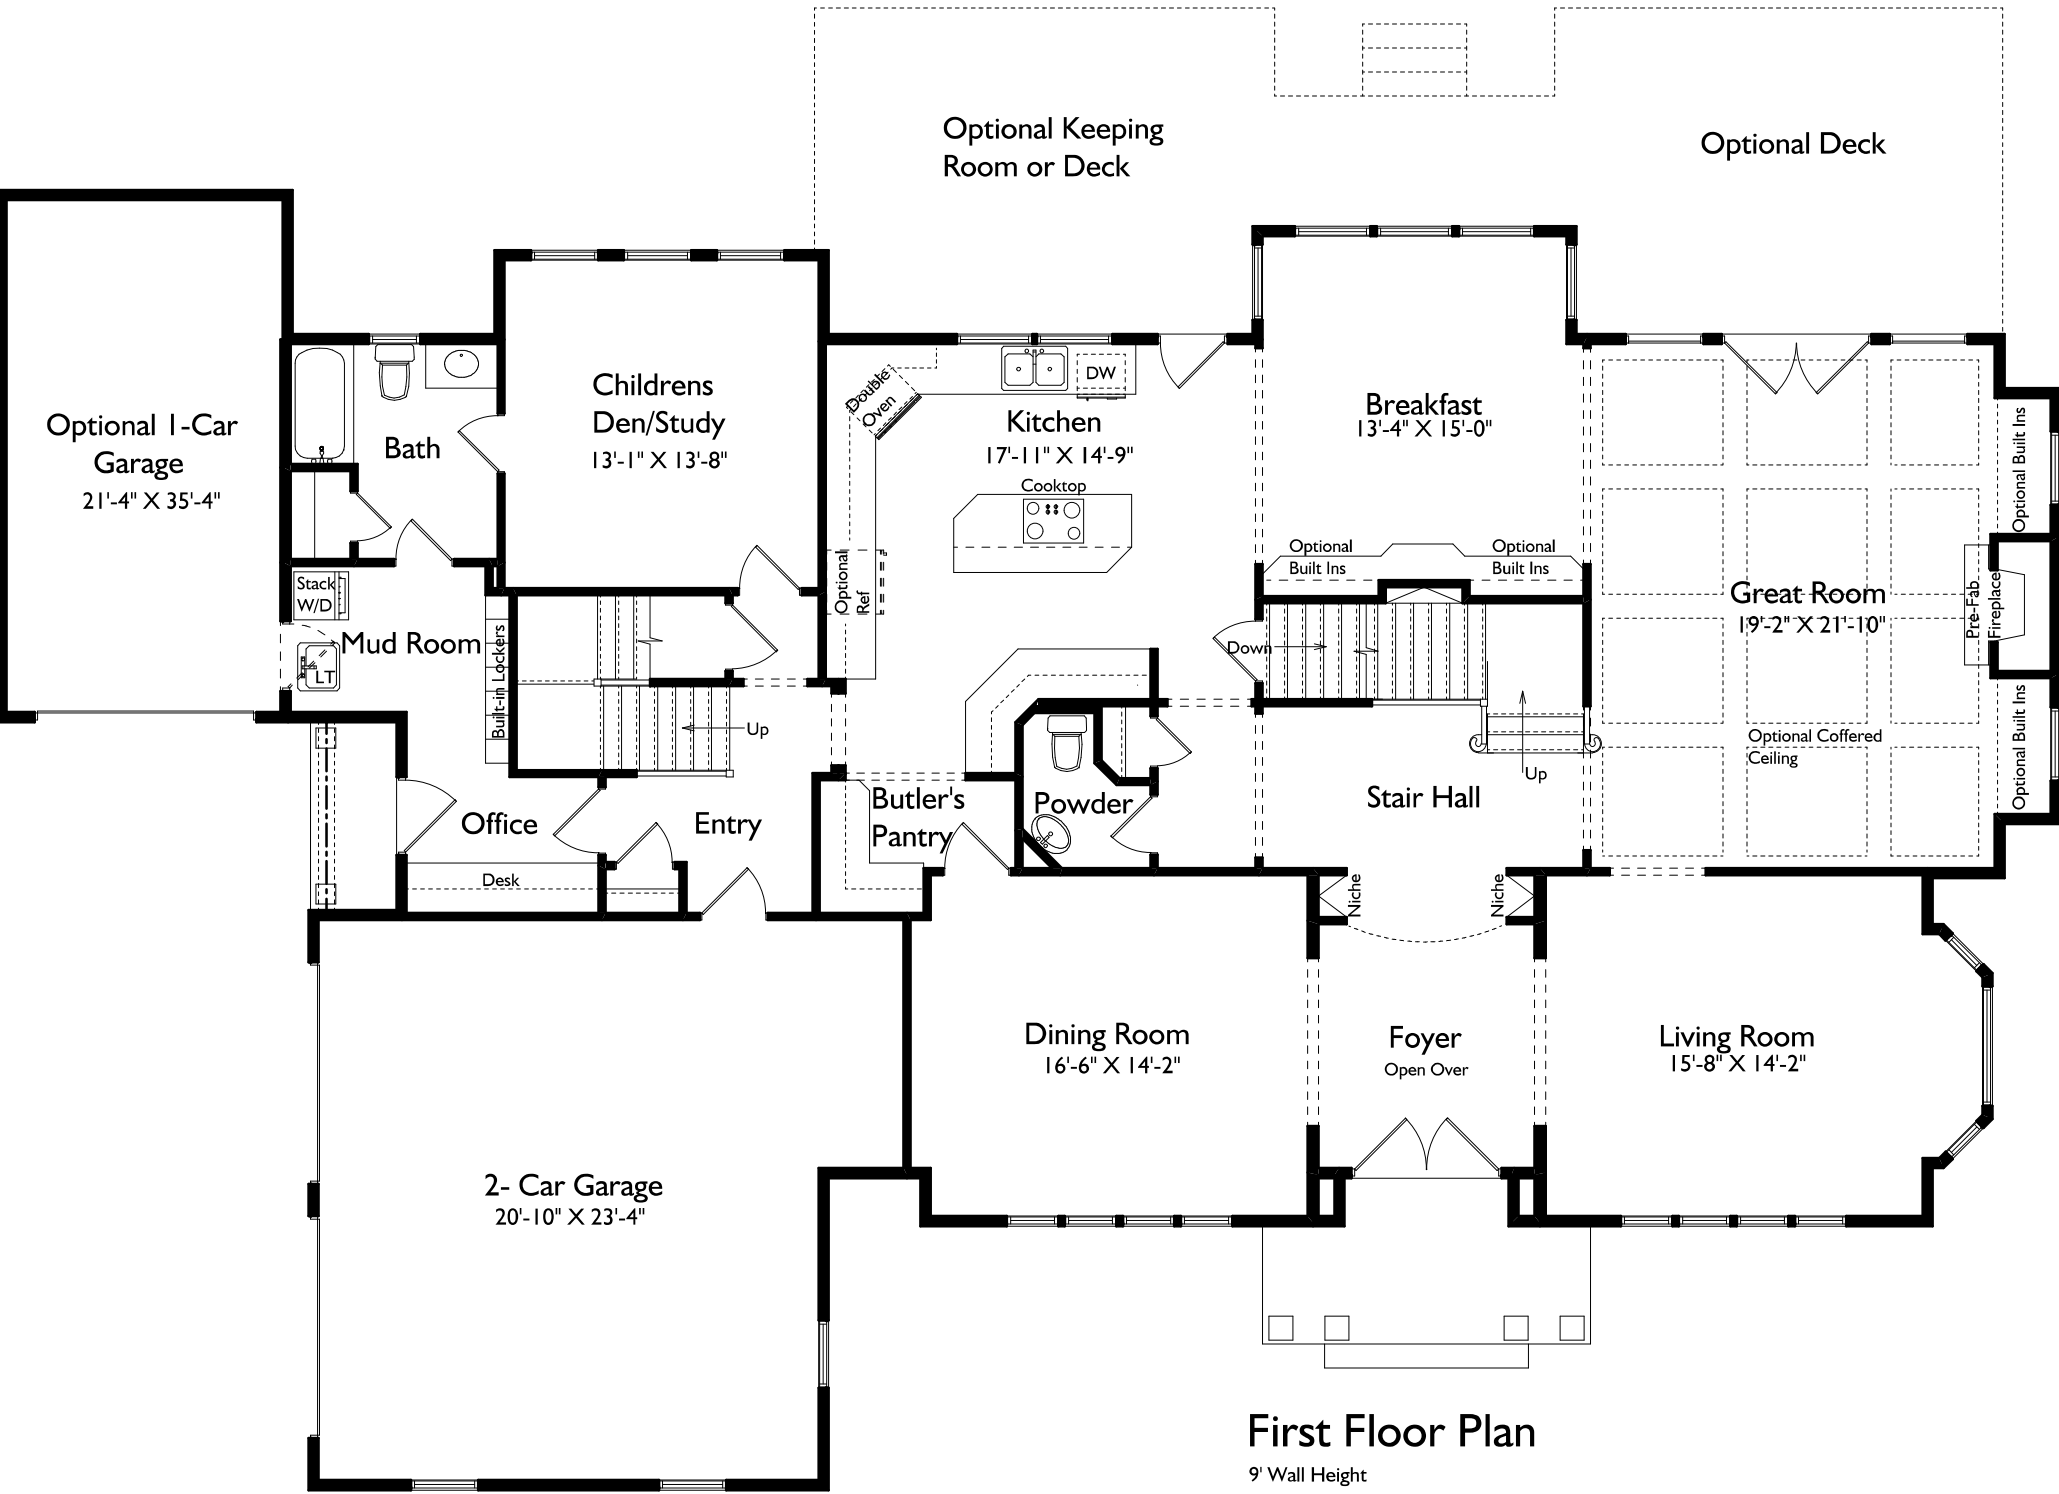 Optional Keeping
Room or Deck
Optional Deck
Optional 1-Car
Garage
21'-4" X 35'-4"
Bath
Childrens
Den/Study
13'-1" X 13'-8"
Double
Oven
DW
Kitchen
17'-11" X 14'-9"
Cooktop
Optional
Ref
Breakfast
13'-4" X 15'-0"
Optional
Built Ins
Optional
Built Ins
Great Room
19'-2" X 21'-10"
Optional Built Ins
Pre-Fab
Fireplace
Optional Built Ins
Optional Coffered
Ceiling
Stack
W/D
Mud Room
LT
Built-in Lockers
Up
Down
Up
Office
Desk
Entry
Butler's
Pantry
Powder
Stair Hall
Niche
Niche
Dining Room
16'-6" X 14'-2"
Foyer
Open Over
Living Room
15'-8" X 14'-2"
2- Car Garage
20'-10" X 23'-4"
First Floor Plan
9' Wall Height